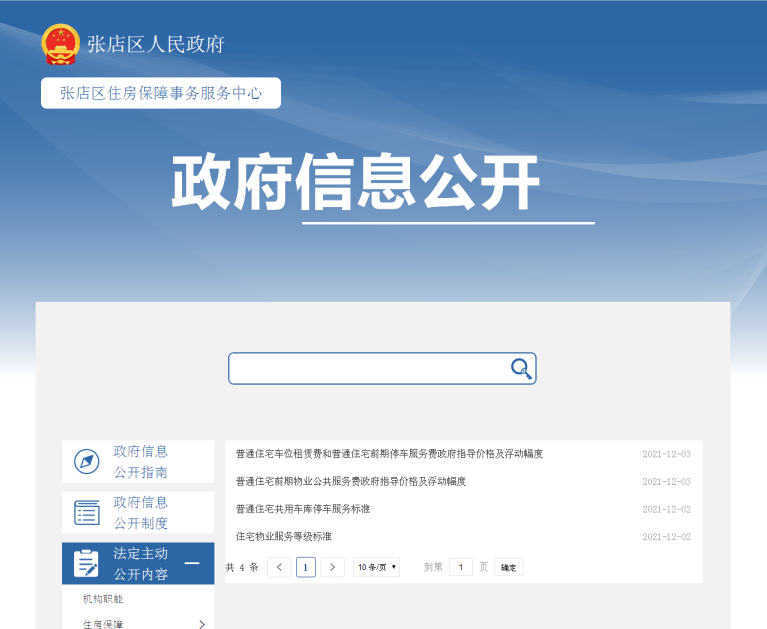 张店区人民政府
张店区住房保障事务服务中心
政府信息公开
政府信息
公开指南
政府信息
公开制度
法定主动
公开内容
机构职能
住房保障
普通住宅车位租赁费和普通住宅前期停车服务费政府指导价格及浮动幅度 2021-12-03
普通住宅前期物业公共服务费政府指导价格及浮动幅度 2021-12-03
普通住宅共用车库停车服务标准 2021-12-02
住宅物业服务等级标准 2021-12-02
共 4 条 < 1 > 10 条/页 到第 1 页 确定